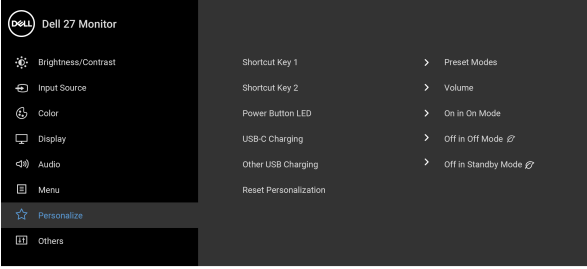 DELL Dell 27 Monitor
Brightness/Contrast
Input Source
Color
Display
Audio
Menu
Personalize
Others
Shortcut Key 1 Preset Modes
Shortcut Key 2 Volume
Power Button LED On in On Mode
USB-C Charging Off in Off Mode
Other USB Charging Off in Standby Mode
Reset Personalization